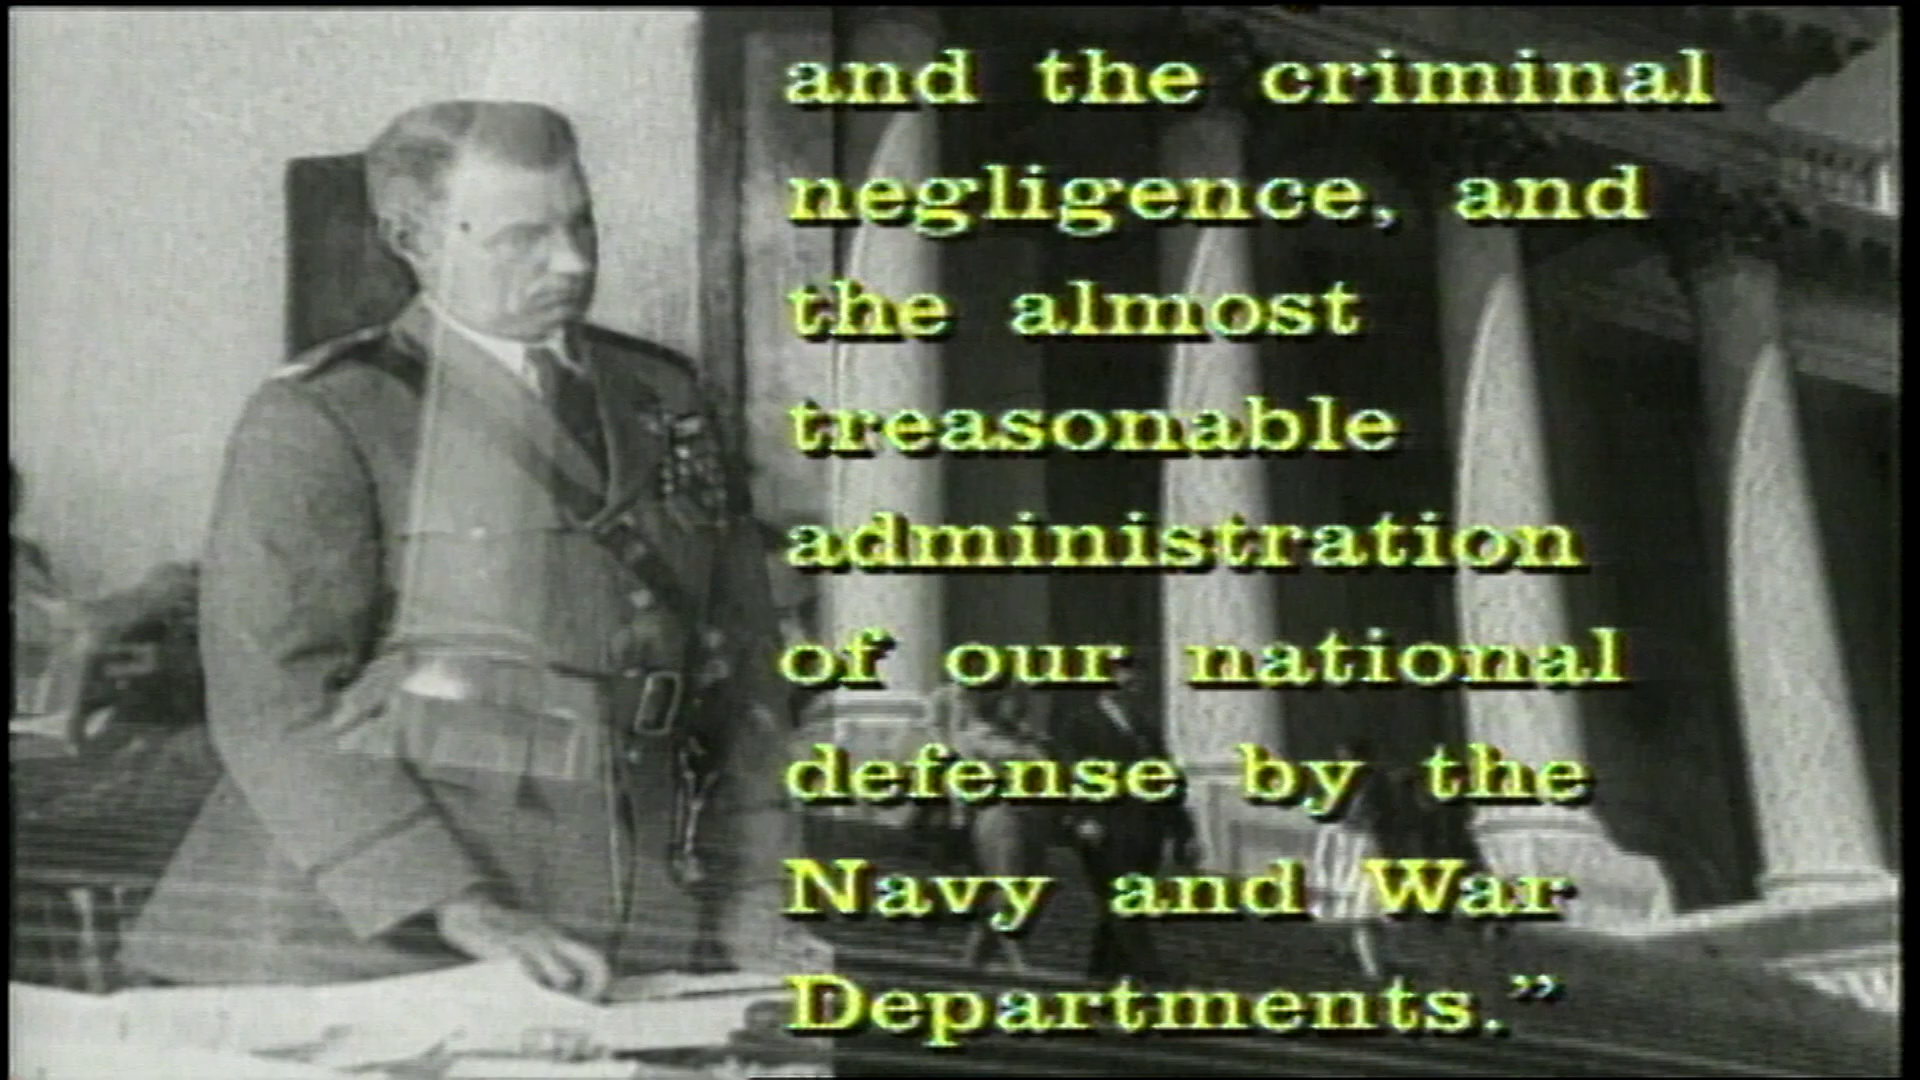 and the criminal
negligence, and
the almost
treasonable
administration
of our national
defense by the
Navy and War
Departments.”